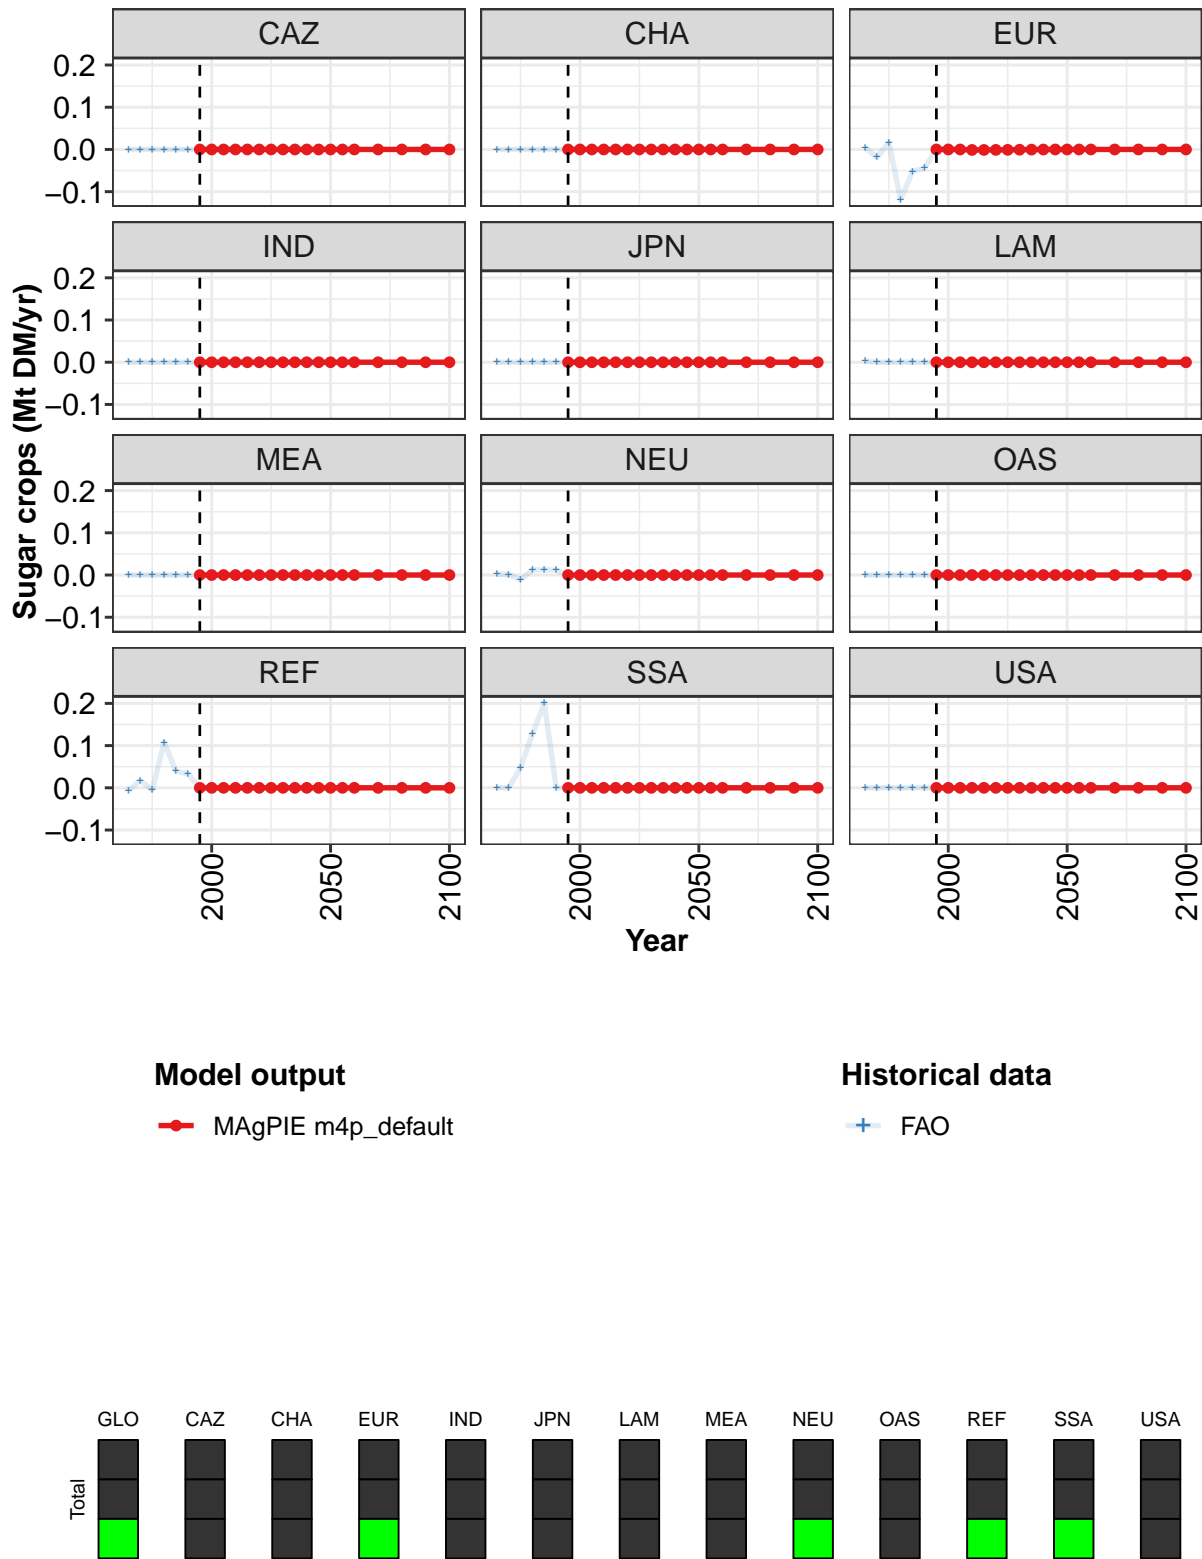 CAZ CHA EUR
0.2
0.1
0.0
−0.1
IND JPN LAM
0.2
0.1
0.0
−0.1
MEA NEU OAS
0.2
0.1
0.0
−0.1
REF SSA USA
0.2
0.1
0.0
−0.1
Sugar crops (Mt DM/yr)
2000 2050 2100 2000 2050 2100 2000 2050 2100
Year
Model output Historical data
MAgPIE m4p_default FAO
GLO CAZ CHA EUR IND JPN LAM MEA NEU OAS REF SSA USA
Total